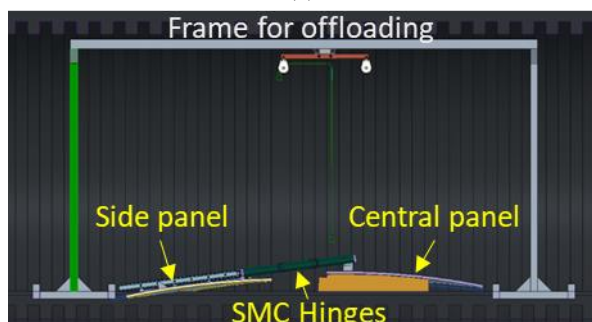 Frame for offloading
Side panel
Central panel
SMC Hinges